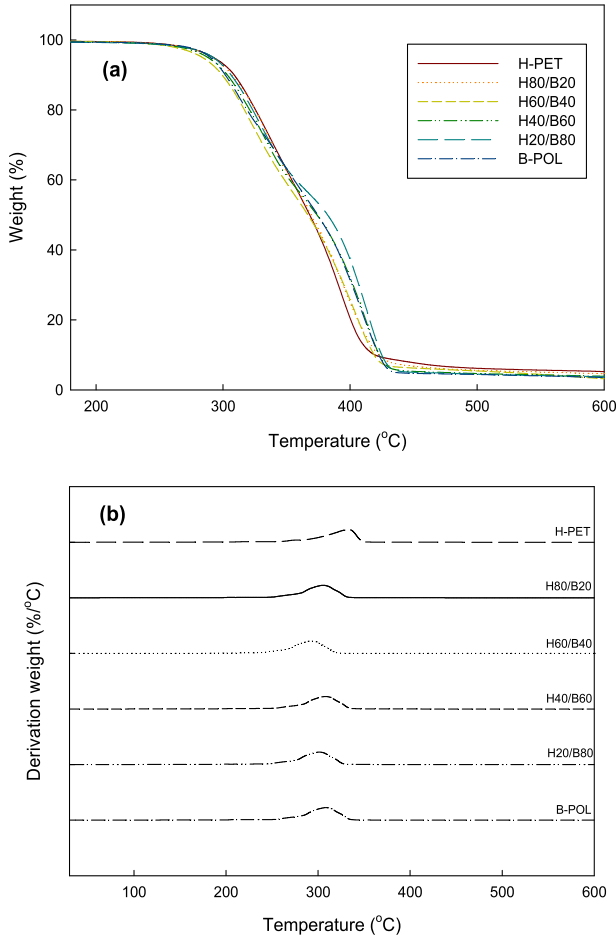 (a)
100
80
60
40
20
0
Weight (%)
H-PET
H80/B20
H60/B40
H40/B60
H20/B80
B-POL
200 300 400 500 600
Temperature (°C)
(b)
H-PET
H80/B20
H60/B40
H40/B60
H20/B80
B-POL
Derivation weight (%/°C)
100 200 300 400 500 600
Temperature (°C)